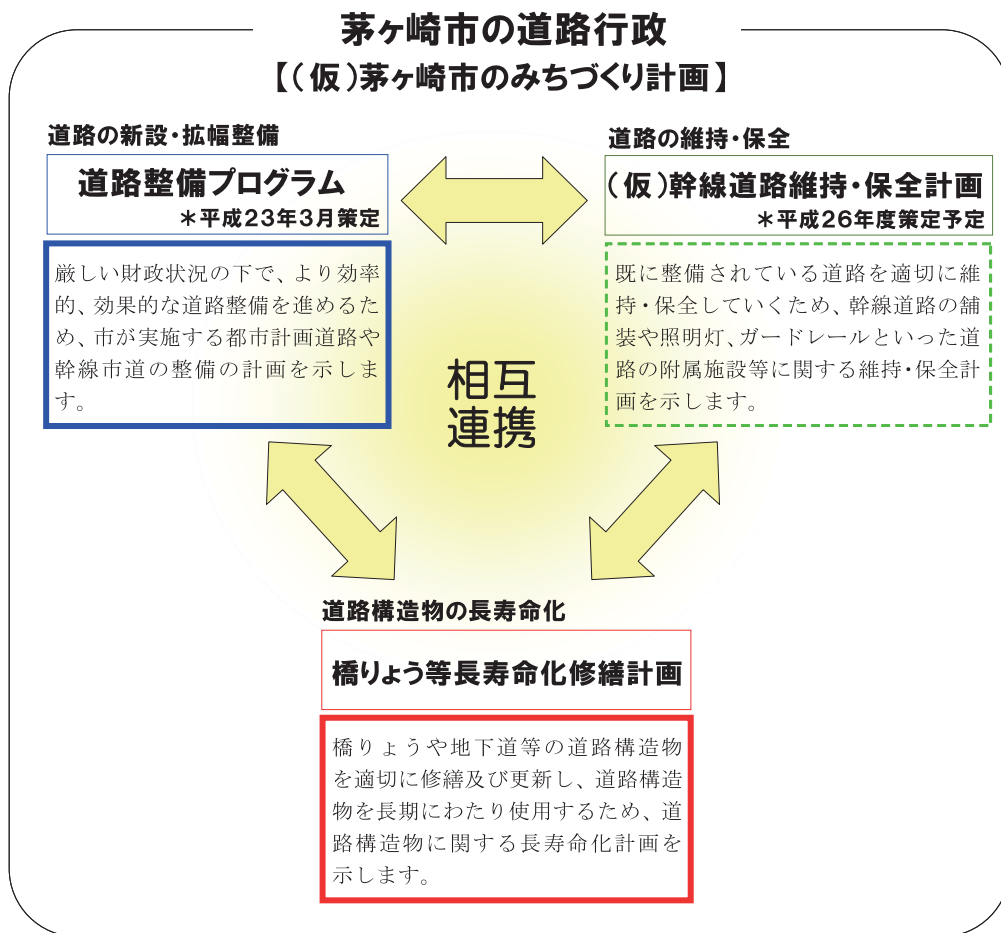 茅ヶ崎市の道路行政
【(仮)茅ヶ崎市のみちづくり計画】
道路の新設・拡幅整備
道路整備プログラム
＊平成23年3月策定
厳しい財政状況の下で、より効率
的、効果的な道路整備を進めるた
め、市が実施する都市計画道路や
幹線市道の整備の計画を示しま
す。
道路の維持・保全
(仮)幹線道路維持・保全計画
＊平成26年度策定予定
既に整備されている道路を適切に維
持・保全していくため、幹線道路の舗
装や照明灯、ガードレールといった道
路の附属施設等に関する維持・保全計
画を示します。
相互
連携
道路構造物の長寿命化
橋りょう等長寿命化修繕計画
橋りょうや地下道等の道路構造物
を適切に修繕及び更新し、道路構造
物を長期にわたり使用するため、道
路構造物に関する長寿命化計画を
示します。